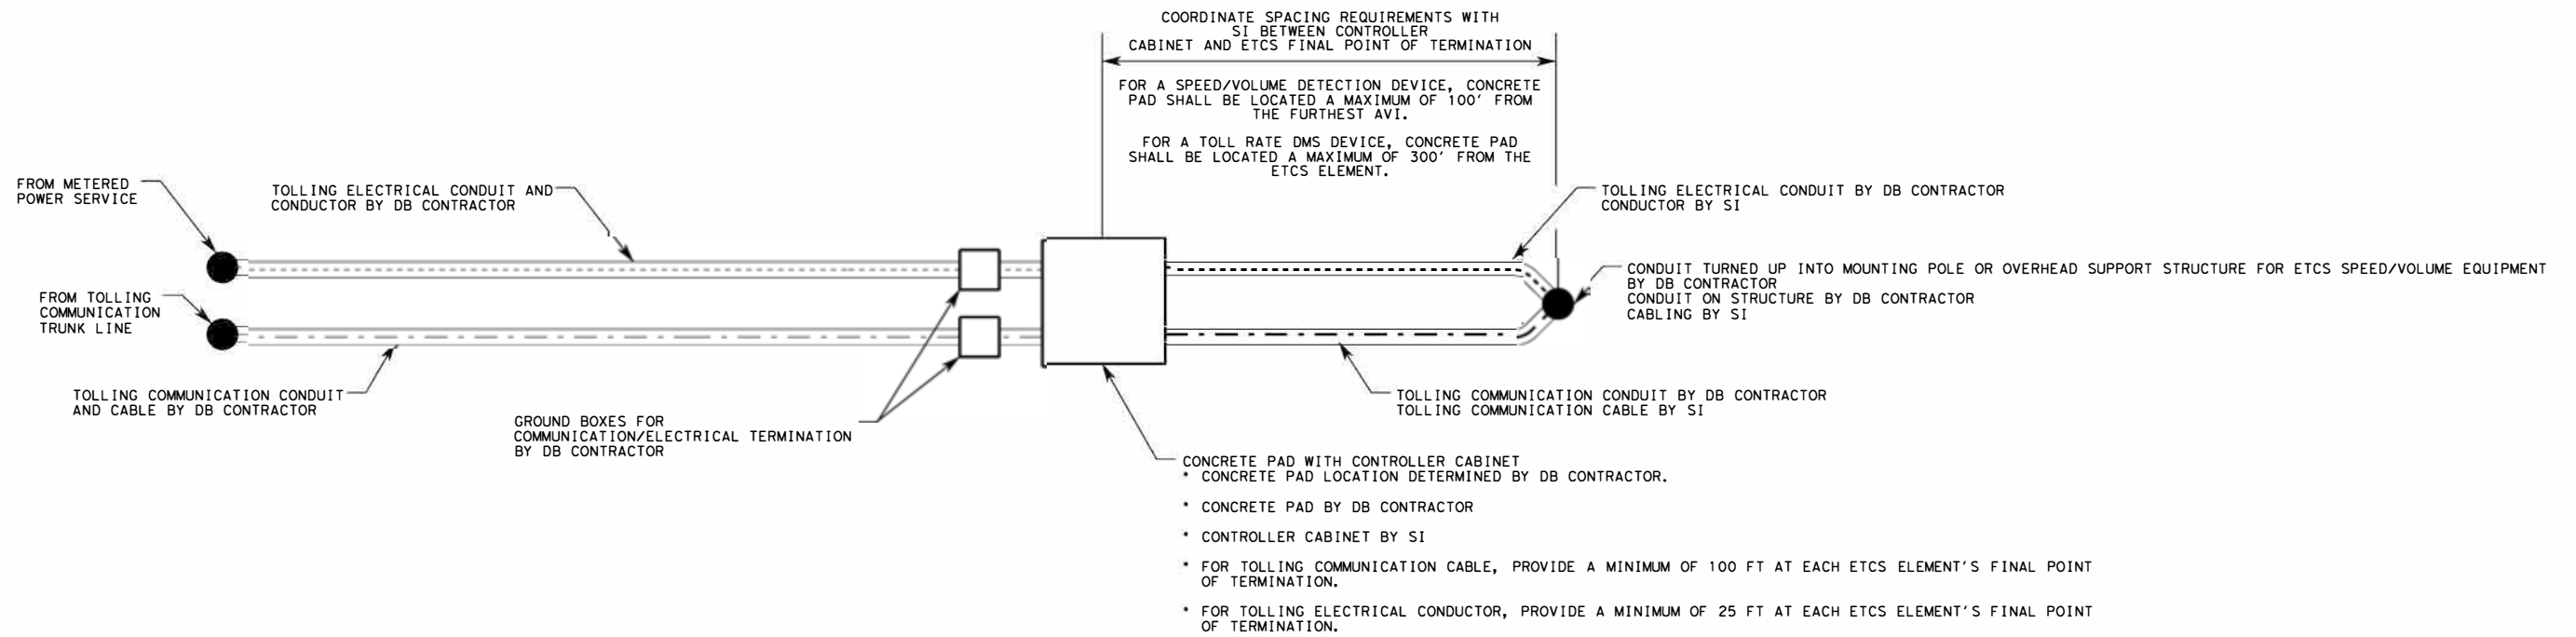 COORDINATE SPACING REQUIREMENTS WITH
SI BETWEEN CONTROLLER
CABINET AND ETCS FINAL POINT OF TERMINATION
FOR A SPEED/VOLUME DETECTION DEVICE, CONCRETE
PAD SHALL BE LOCATED A MAXIMUM OF 100' FROM
THE FURTHEST AVI.
FOR A TOLL RATE DMS DEVICE, CONCRETE PAD
SHALL BE LOCATED A MAXIMUM OF 300' FROM THE
ETCS ELEMENT.
FROM METERED
POWER SERVICE
TOLLING ELECTRICAL CONDUIT AND
CONDUCTOR BY DB CONTRACTOR
TOLLING ELECTRICAL CONDUIT BY DB CONTRACTOR
CONDUCTOR BY SI
CONDUIT TURNED UP INTO MOUNTING POLE OR OVERHEAD SUPPORT STRUCTURE FOR ETCS SPEED/VOLUME EQUIPMENT
BY DB CONTRACTOR
CONDUIT ON STRUCTURE BY DB CONTRACTOR
CABLING BY SI
FROM TOLLING
COMMUNICATION
TRUNK LINE
TOLLING COMMUNICATION CONDUIT
AND CABLE BY DB CONTRACTOR
GROUND BOXES FOR
COMMUNICATION/ELECTRICAL TERMINATION
BY DB CONTRACTOR
TOLLING COMMUNICATION CONDUIT BY DB CONTRACTOR
TOLLING COMMUNICATION CABLE BY SI
CONCRETE PAD WITH CONTROLLER CABINET
* CONCRETE PAD LOCATION DETERMINED BY DB CONTRACTOR.
* CONCRETE PAD BY DB CONTRACTOR
* CONTROLLER CABINET BY SI
* FOR TOLLING COMMUNICATION CABLE, PROVIDE A MINIMUM OF 100 FT AT EACH ETCS ELEMENT'S FINAL POINT
OF TERMINATION.
* FOR TOLLING ELECTRICAL CONDUCTOR, PROVIDE A MINIMUM OF 25 FT AT EACH ETCS ELEMENT'S FINAL POINT
OF TERMINATION.